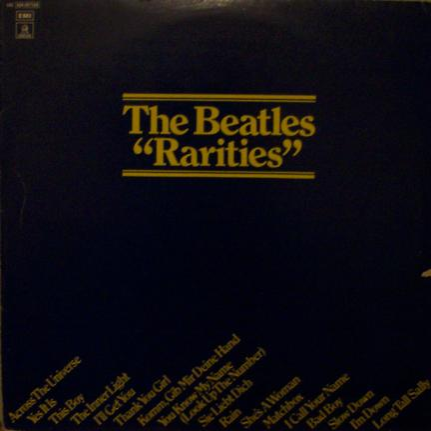 EMI
The Beatles
“Rarities”
Across The Universe
Yes It Is
This Boy
The Inner Light
I'll Get You
Thank You Girl
Komm, Gib Mir Deine Hand
You Know My Name
(Look Up The Number)
Sie Liebt Dich
Rain
She's A Woman
Matchbox
I Call Your Name
Bad Boy
Slow Down
I'm Down
Long Tall Sally